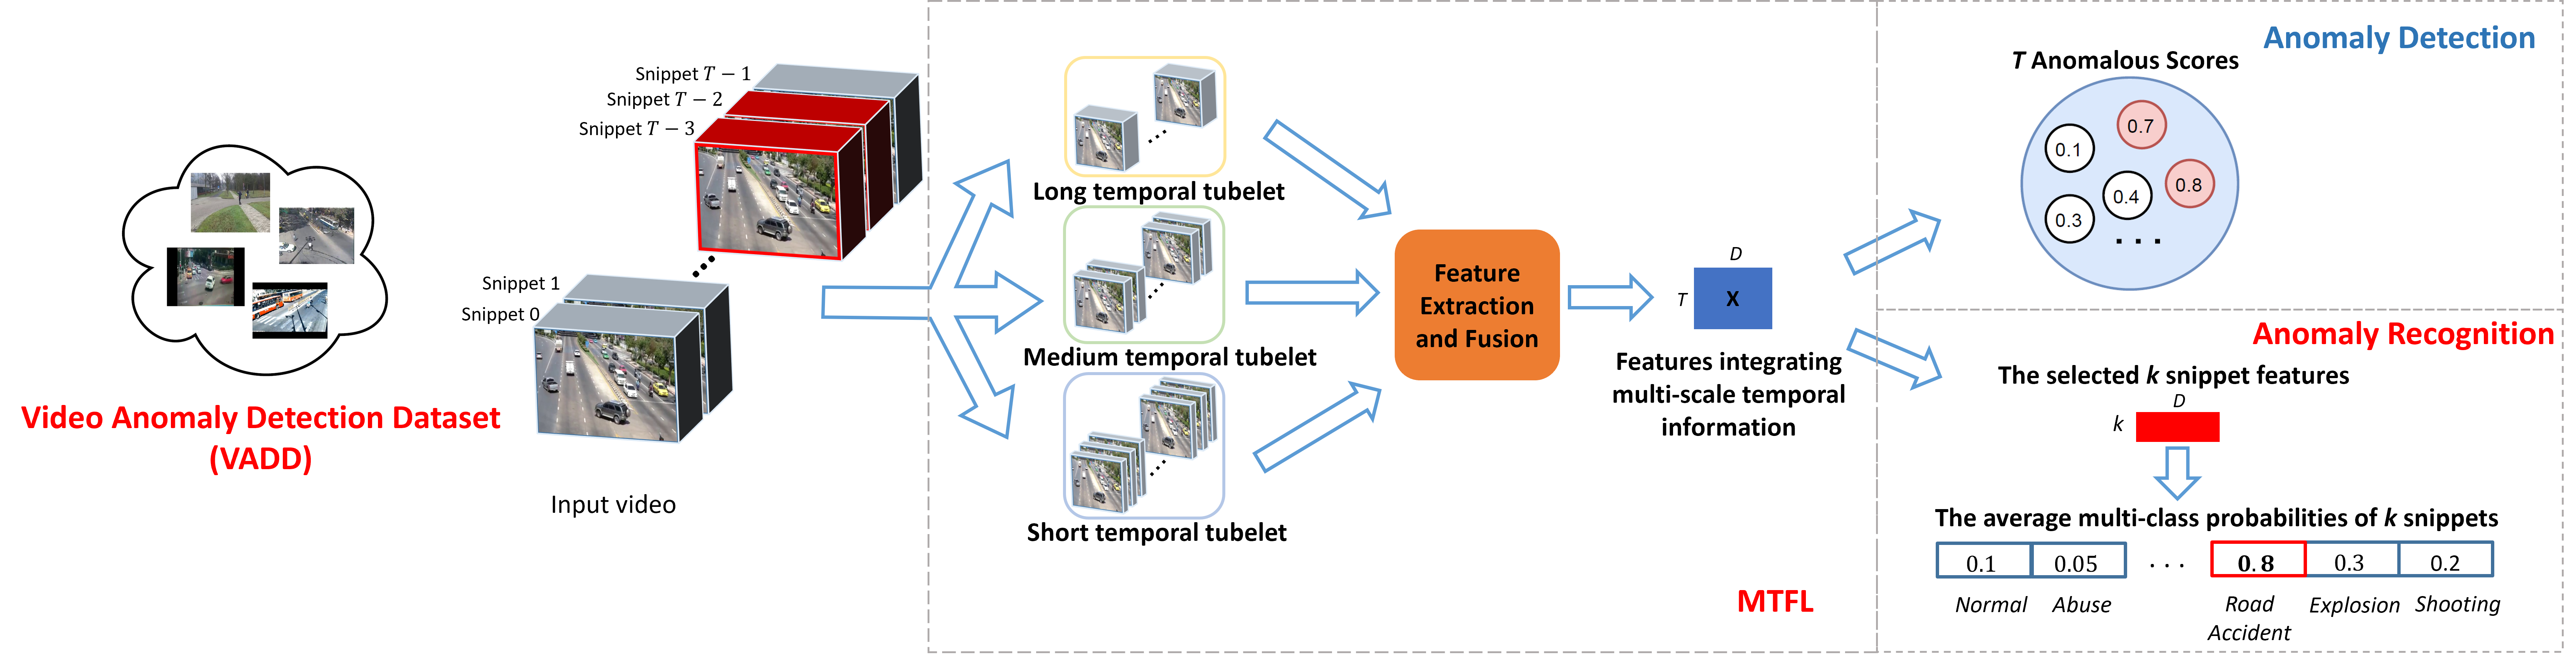 Video Anomaly Detection Dataset
(VADD)
Snippet T − 1
Snippet T − 2
Snippet T − 3
Snippet 1
Snippet 0
Input video
Long temporal tubelet
Medium temporal tubelet
Short temporal tubelet
Feature
Extraction
and Fusion
D
T
X
Features integrating
multi-scale temporal
information
MTFL
Anomaly Detection
T Anomalous Scores
0.7
0.1
0.8
0.4
0.3
. . .
Anomaly Recognition
The selected k snippet features
D
k
The average multi-class probabilities of k snippets
0.1 0.05 . . . 0.8 0.3 0.2
Normal Abuse Road Explosion Shooting
Accident